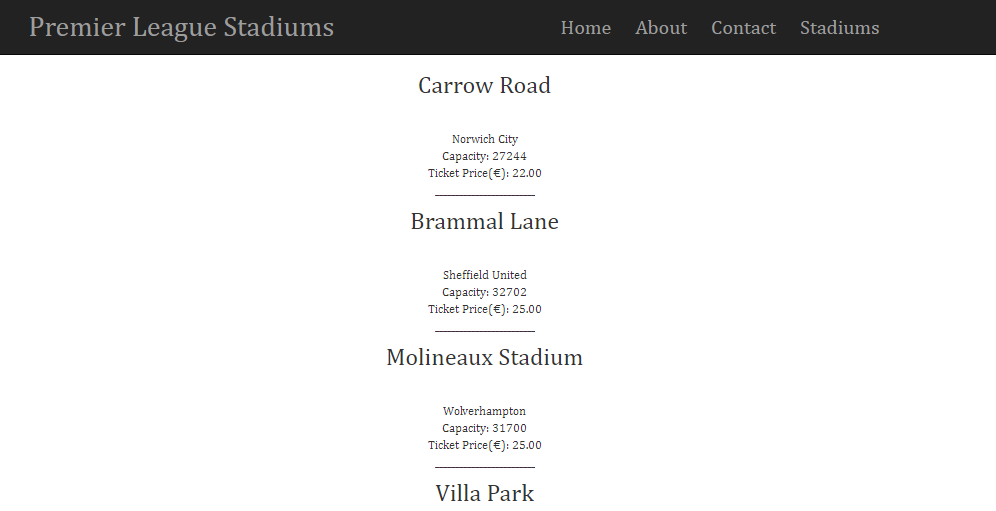 Premier League Stadiums
Home About Contact Stadiums
Carrow Road
Norwich City
Capacity: 27244
Ticket Price(€): 22.00
Brammal Lane
Sheffield United
Capacity: 32702
Ticket Price(€): 25.00
Molineaux Stadium
Wolverhampton
Capacity: 31700
Ticket Price(€): 25.00
Villa Park